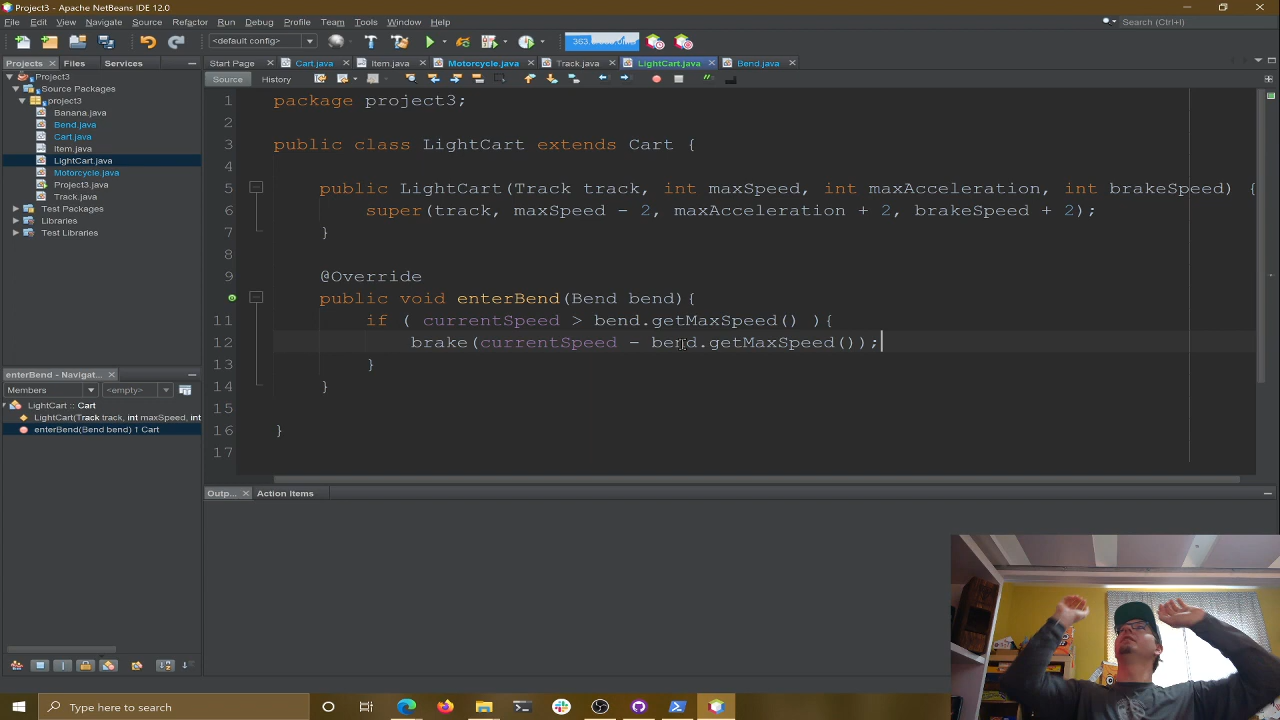 Project3 - Apache NetBeans IDE 12.0
File Edit View Navigate Source Refactor Run Debug Profile Team Tools Window Help
Search (Ctrl+I)
<default config>
Projects Files Services
Start Page Cart.java Item.java Motorcycle.java Track.java LightCart.java Bend.java
Source History
Project3
Source Packages
project3
Banana.java
Bend.java
Cart.java
Item.java
LightCart.java
Motorcycle.java
Project3.java
Track.java
Test Packages
Libraries
Test Libraries
1 package project3;
2
3 public class LightCart extends Cart {
4
5 public LightCart(Track track, int maxSpeed, int maxAcceleration, int brakeSpeed) {
6 super(track, maxSpeed - 2, maxAcceleration + 2, brakeSpeed + 2);
7 }
8
9 @Override
public void enterBend(Bend bend){
11 if ( currentSpeed > bend.getMaxSpeed() ){
12 brake(currentSpeed - bend.getMaxSpeed());
13 }
14 }
15
16 }
17
enterBend - Navigat...
Members <empty>
LightCart :: Cart
LightCart(Track track, int maxSpeed, int
enterBend(Bend bend) ↑ Cart
Outp... Action Items
Type here to search